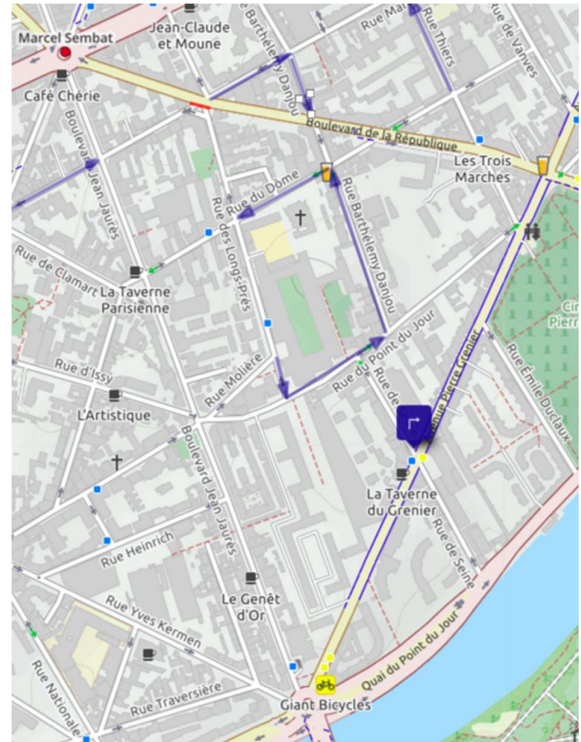 Marcel Sembat
Jean-Claude
et Moune
Rue Barthélemy Danjou
Rue Thiers
Rue de Vanves
Café Chérie
Boulevard Jean Jaurès
Boulevard de la République
Les Trois
Marches
Rue du Dôme
Rue des Longs-Prés
Rue Barthélemy Danjou
Rue de Clamart
La Taverne
Parisienne
Rue du Point du Jour
Rue d'Issy
Rue Molière
L'Artistique
Rue Émile Duclaux
Pierre Grenier
La Taverne
du Grenier
Boulevard Jean Jaurès
Rue Heinrich
Rue de Seine
Le Genêt
d'Or
Rue Yves Kermen
Quai du Point du Jour
Rue Nationale
Rue Traversière
Giant Bicycles